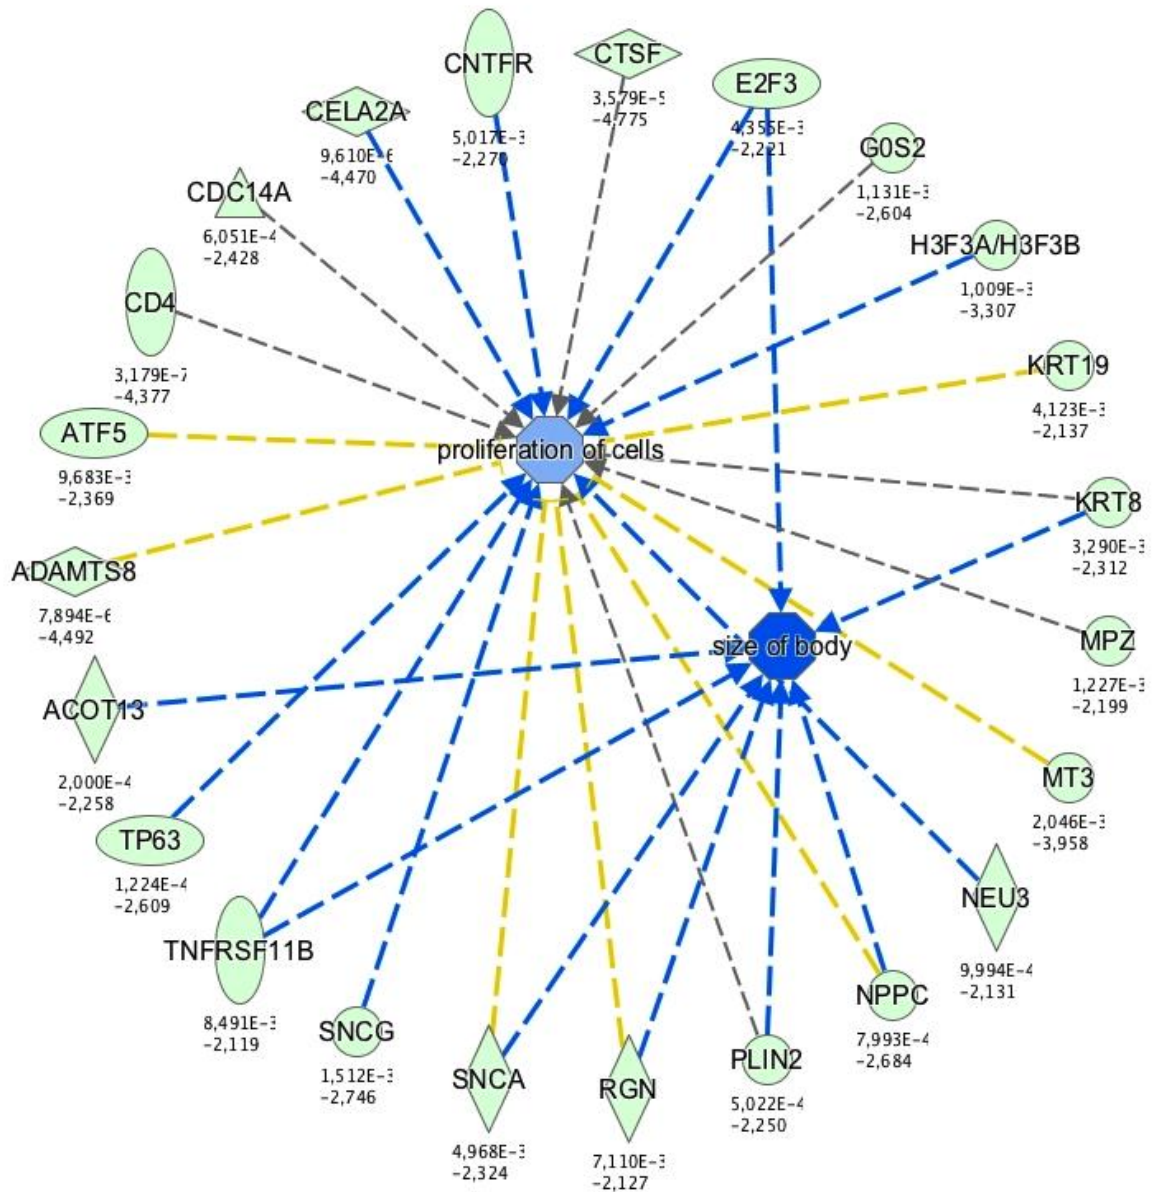 CNTFR
5,017E-3
-2,270
CTSF
3,579E-5
-4,775
E2F3
4,355E-3
-2,221
CELA2A
9,610E-6
-4,470
G0S2
1,131E-3
-2,604
CDC14A
6,051E-4
-2,428
H3F3A/H3F3B
1,009E-3
-3,307
CD4
3,179E-7
-4,377
KRT19
4,123E-3
-2,137
ATF5
9,683E-3
-2,369
proliferation of cells
KRT8
3,290E-3
-2,312
ADAMTS8
7,894E-6
-4,492
MPZ
1,227E-3
-2,199
size of body
ACOT13
2,000E-4
-2,258
MT3
2,046E-3
-3,958
TP63
1,224E-4
-2,609
NEU3
9,994E-4
-2,131
TNFRSF11B
8,491E-3
-2,119
NPPC
7,993E-4
-2,684
SNCG
1,512E-3
-2,746
PLIN2
5,022E-4
-2,250
SNCA
4,968E-3
-2,324
RGN
7,110E-3
-2,127